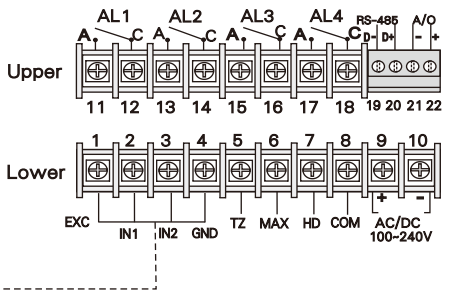 AL1 AL2 AL3 AL4 RS-485 A/O
A C A C A C A C D- D+ - +
Upper
11 12 13 14 15 16 17 18 19 20 21 22
1 2 3 4 5 6 7 8 9 10
Lower
+ -
EXC IN1 IN2 GND TZ MAX HD COM AC/DC
100~240V